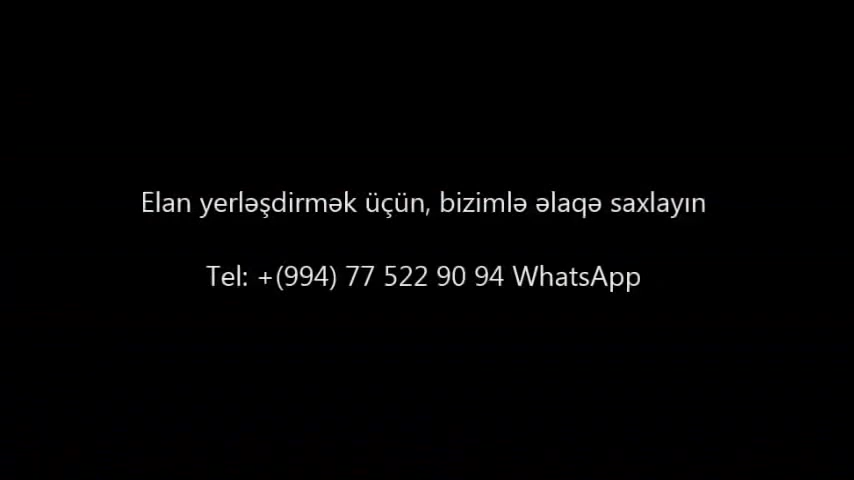 Elan yerləşdirmək üçün, bizimlə əlaqə saxlayın
Tel: +(994) 77 522 90 94 WhatsApp